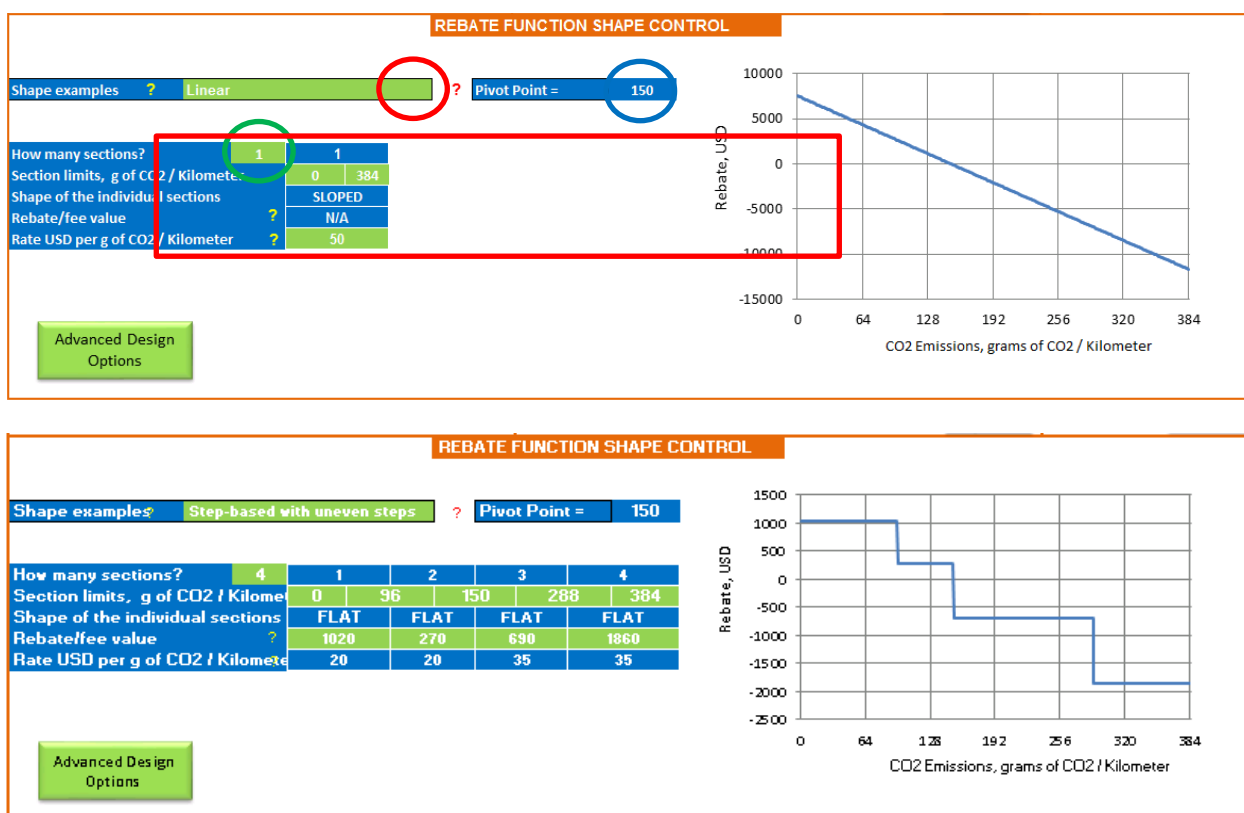 REBATE FUNCTION SHAPE CONTROL
Shape examples ? Linear ? Pivot Point = 150
How many sections? 1 1
Section limits, g of CO2 / Kilometer 0 384
Shape of the individual sections SLOPED
Rebate/fee value ? N/A
Rate USD per g of CO2 / Kilometer ? 50
Advanced Design
Options
10000
5000
0
-5000
-10000
-15000
Rebate, USD
0 64 128 192 256 320 384
CO2 Emissions, grams of CO2 / Kilometer
REBATE FUNCTION SHAPE CONTROL
Shape examples ? Step-based with uneven steps ? Pivot Point = 150
How many sections? 4 1 2 3 4
Section limits, g of CO2 / Kilomet 0 96 150 288 384
Shape of the individual sections FLAT FLAT FLAT FLAT
Rebate/fee value ? 1020 270 690 1860
Rate USD per g of CO2 / Kilomete ? 20 20 35 35
Advanced Design
Options
1500
1000
500
0
-500
-1000
-1500
-2000
-2500
Rebate, USD
0 64 128 192 256 320 384
CO2 Emissions, grams of CO2 / Kilometer